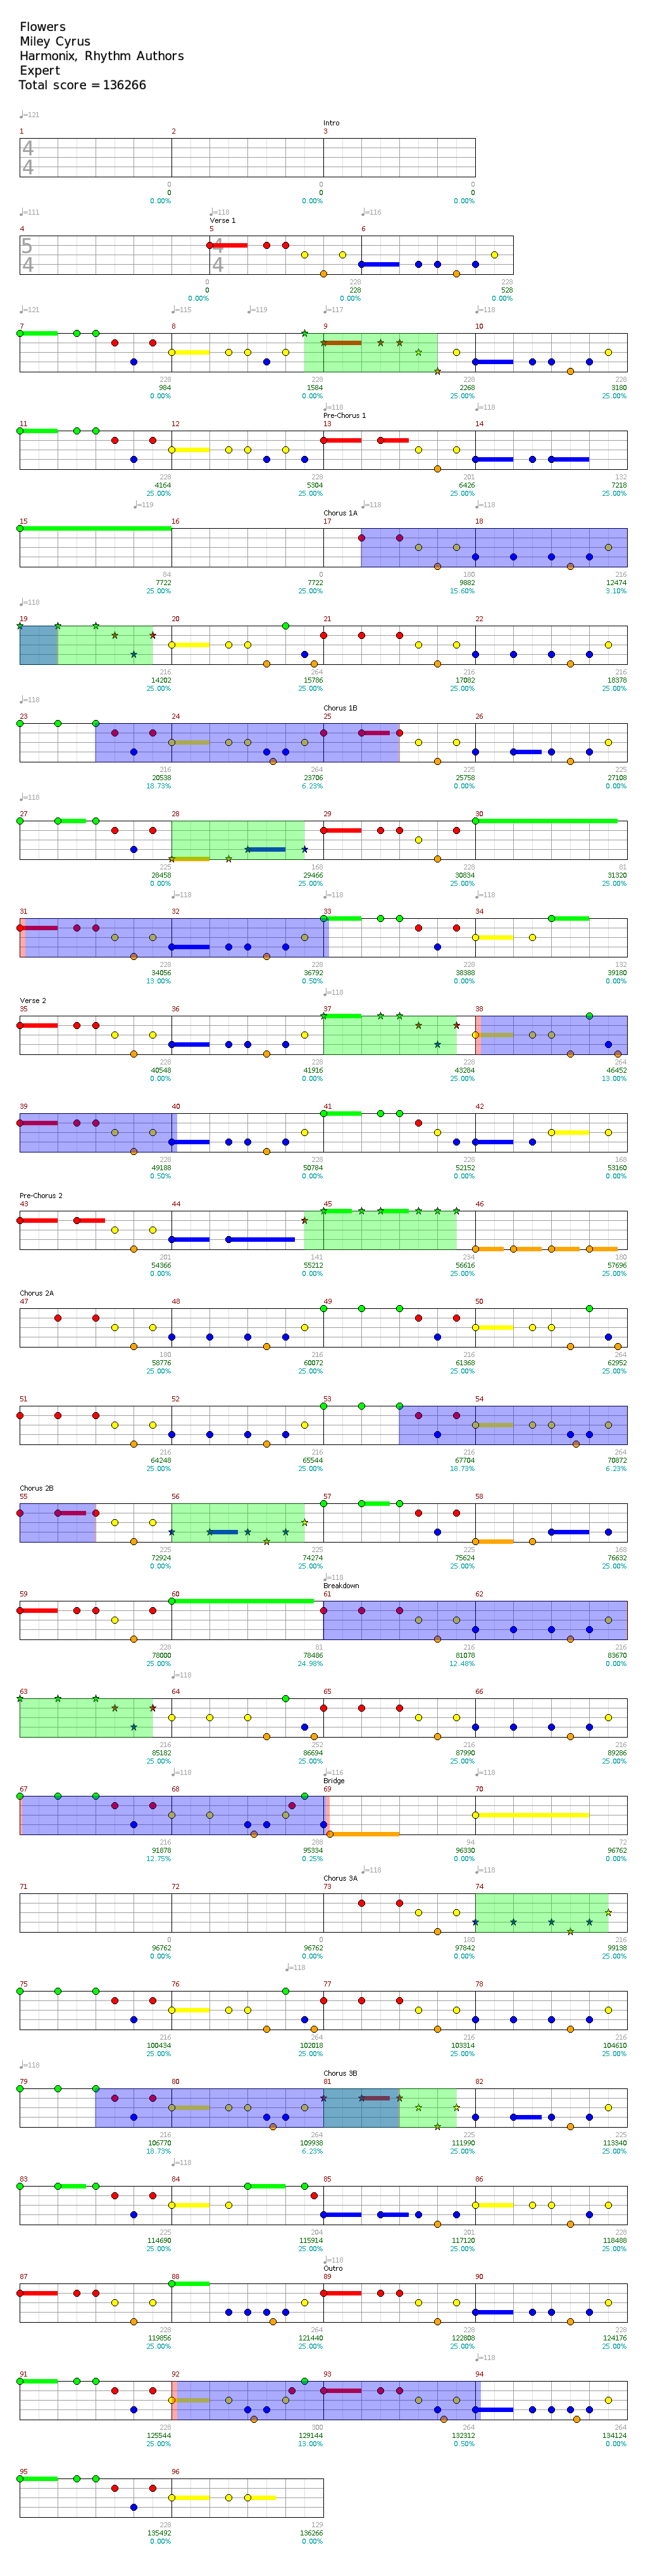 Flowers
Miley Cyrus
Harmonix, Rhythm Authors
Expert
Total score = 136266
♩=121
Intro
1 2 3
4
4
0 0 0
0 0 0
0.00% 0.00% 0.00%
♩=111 ♩=118 ♩=116
Verse 1
4 5 6
5 4
4 4
0 228 228
0 228 528
0.00% 0.00% 0.00%
♩=121 ♩=115 ♩=119 ♩=117 ♩=118
7 8 9 10
228 228 228 228
984 1584 2268 3180
0.00% 0.00% 25.00% 25.00%
♩=118 ♩=118
Pre-Chorus 1
11 12 13 14
228 228 201 132
4164 5304 6426 7218
25.00% 25.00% 25.00% 25.00%
♩=119 ♩=118 ♩=118
Chorus 1A
15 16 17 18
84 0 180 216
7722 7722 9882 12474
25.00% 25.00% 15.60% 3.10%
♩=118
19 20 21 22
216 264 216 216
14202 15786 17082 18378
25.00% 25.00% 25.00% 25.00%
♩=118
Chorus 1B
23 24 25 26
216 264 225 225
20538 23706 25758 27108
18.73% 6.23% 0.00% 0.00%
♩=118
27 28 29 30
225 168 228 81
28458 29466 30834 31320
0.00% 25.00% 25.00% 25.00%
♩=118 ♩=118 ♩=118
31 32 33 34
228 228 228 132
34056 36792 38388 39180
13.00% 0.50% 0.00% 0.00%
♩=118
Verse 2
35 36 37 38
228 228 228 264
40548 41916 43284 46452
0.00% 0.00% 25.00% 13.00%
39 40 41 42
228 228 228 168
49188 50784 52152 53160
0.50% 0.00% 0.00% 0.00%
Pre-Chorus 2
43 44 45 46
201 141 234 180
54366 55212 56616 57696
0.00% 0.00% 25.00% 25.00%
Chorus 2A
47 48 49 50
180 216 216 264
58776 60072 61368 62952
25.00% 25.00% 25.00% 25.00%
51 52 53 54
216 216 216 264
64248 65544 67704 70872
25.00% 25.00% 18.73% 6.23%
Chorus 2B
55 56 57 58
225 225 225 168
72924 74274 75624 76632
0.00% 25.00% 25.00% 25.00%
♩=118
Breakdown
59 60 61 62
228 81 216 216
78000 78486 81078 83670
25.00% 24.98% 12.48% 0.00%
♩=118
63 64 65 66
216 252 216 216
85182 86694 87990 89286
25.00% 25.00% 25.00% 25.00%
♩=118 ♩=116 ♩=118
Bridge
67 68 69 70
216 288 94 72
91878 95334 96330 96762
12.75% 0.25% 0.00% 0.00%
♩=118 ♩=118
Chorus 3A
71 72 73 74
0 0 180 216
96762 96762 97842 99138
0.00% 0.00% 0.00% 25.00%
♩=118
75 76 77 78
216 264 216 216
100434 102018 103314 104610
25.00% 25.00% 25.00% 25.00%
♩=118
Chorus 3B
79 80 81 82
216 264 225 225
106770 109938 111990 113340
18.73% 6.23% 25.00% 25.00%
♩=118
83 84 85 86
225 204 201 228
114690 115914 117120 118488
25.00% 25.00% 25.00% 25.00%
♩=118
Outro
87 88 89 90
228 264 228 228
119856 121440 122808 124176
25.00% 25.00% 25.00% 25.00%
♩=118
91 92 93 94
228 300 264 264
125544 129144 132312 134124
25.00% 13.00% 0.50% 0.00%
95 96
228 129
135492 136266
0.00% 0.00%